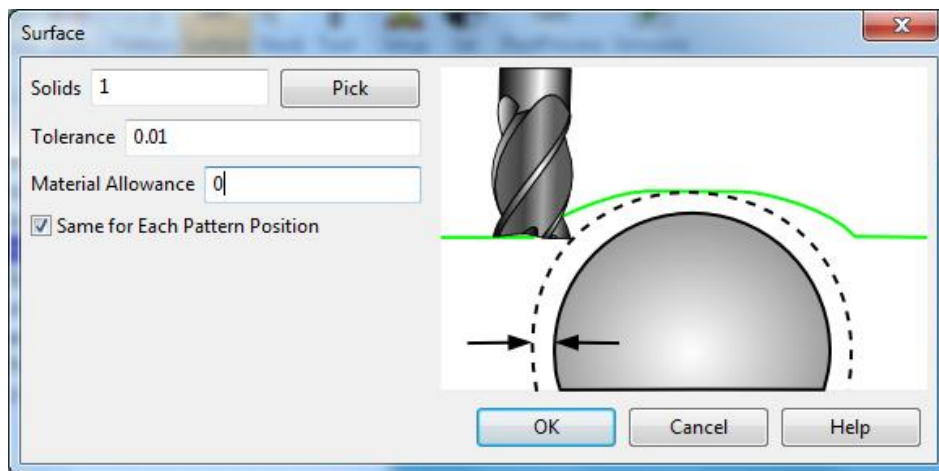 Surface
Solids 1 Pick
Tolerance 0.01
Material Allowance 0
Same for Each Pattern Position
OK Cancel Help